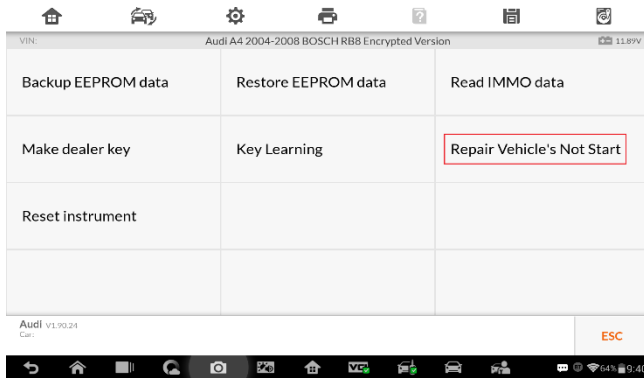 VIN:
Audi A4 2004-2008 BOSCH RB8 Encrypted Version
11.89V
Backup EEPROM data
Restore EEPROM data
Read IMMO data
Make dealer key
Key Learning
Repair Vehicle's Not Start
Reset instrument
Audi V1.90.24
Car:
ESC
64%